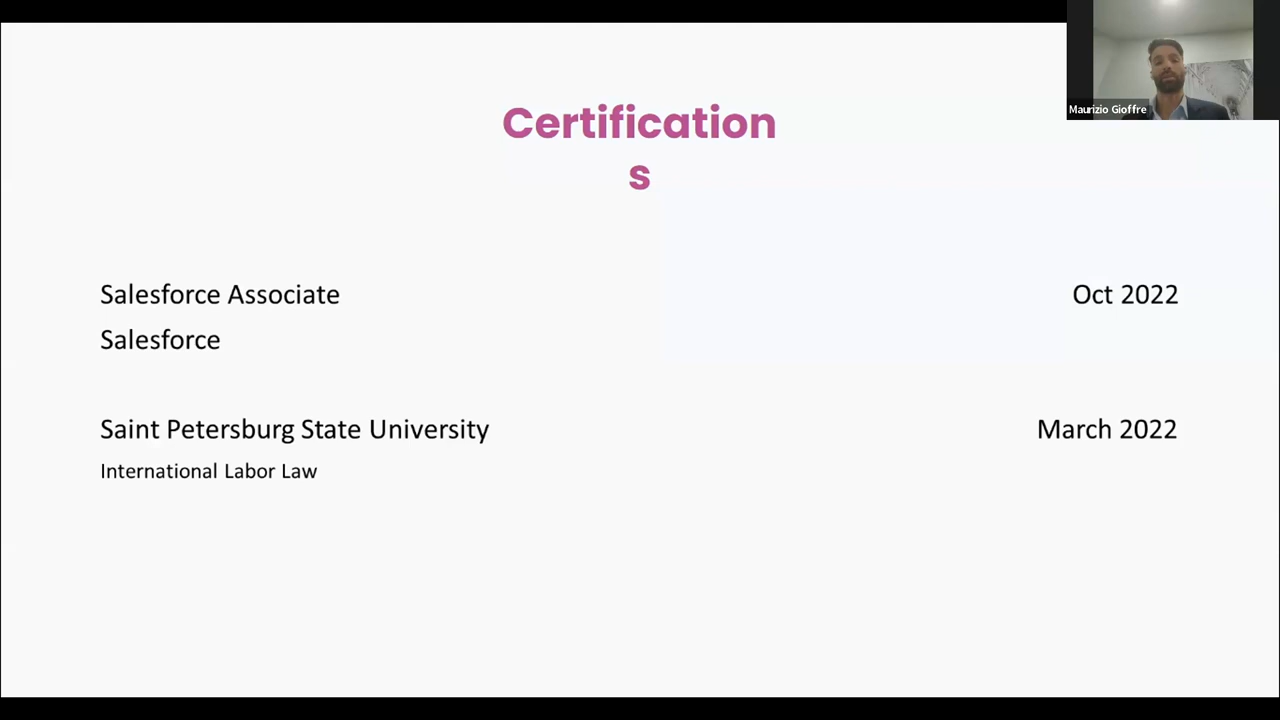 Maurizio Gioffre
Certification
s
Salesforce Associate Oct 2022
Salesforce
Saint Petersburg State University March 2022
International Labor Law